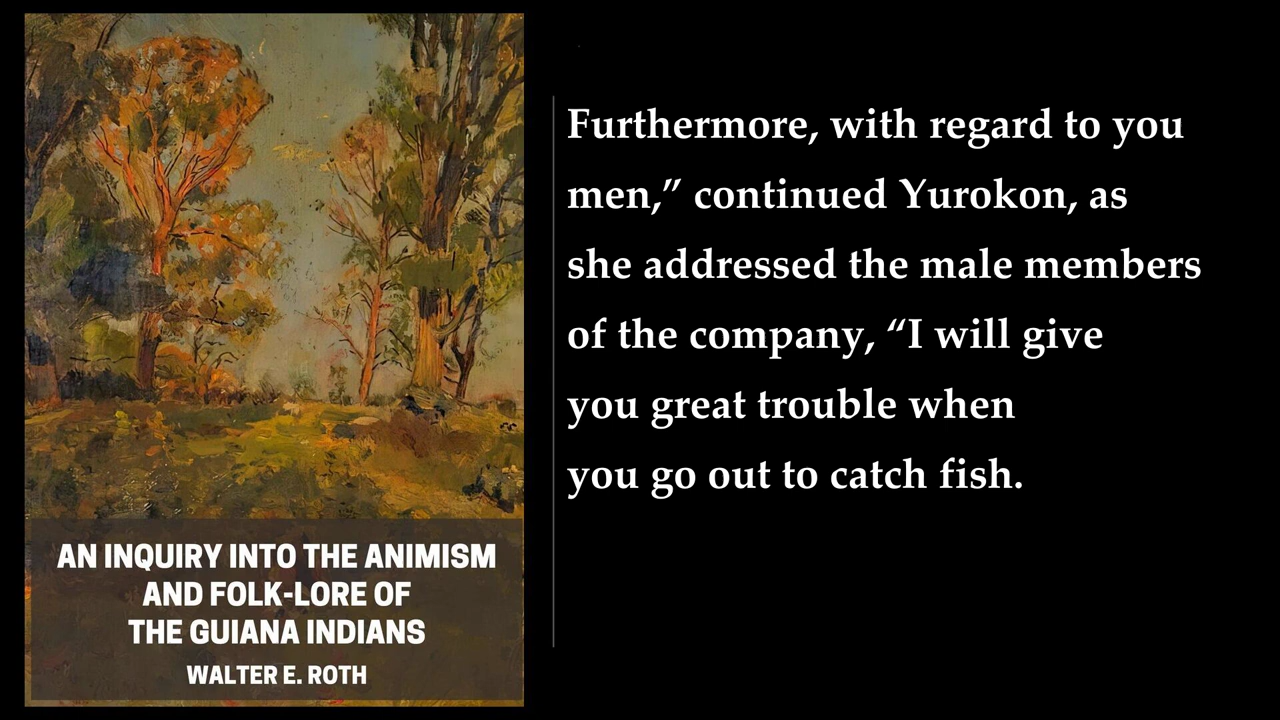 AN INQUIRY INTO THE ANIMISM
AND FOLK-LORE OF
THE GUIANA INDIANS
WALTER E. ROTH
Furthermore, with regard to you
men,” continued Yurokon, as
she addressed the male members
of the company, “I will give
you great trouble when
you go out to catch fish.